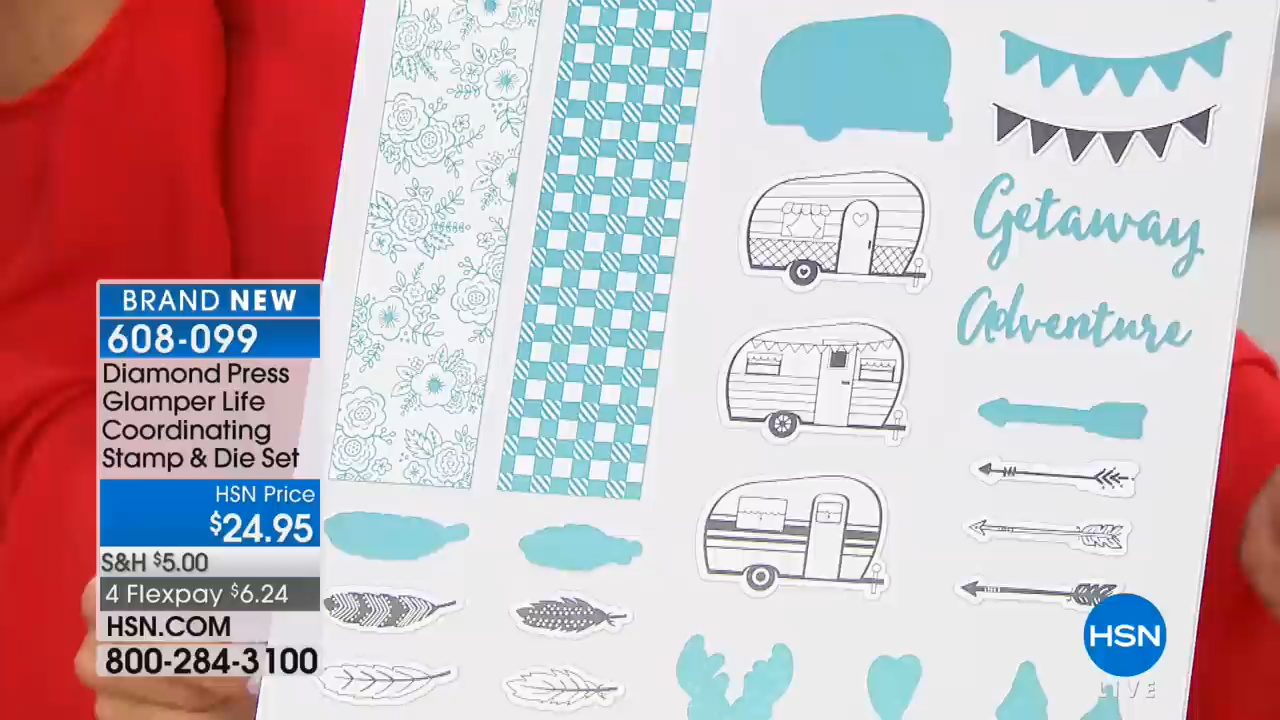 BRAND NEW
608-099
Diamond Press
Glamper Life
Coordinating
Stamp & Die Set
HSN Price
$24.95
S&H $5.00
4 Flexpay $6.24
HSN.COM
800-284-3100
Getaway
Adventure
HSN
LIVE